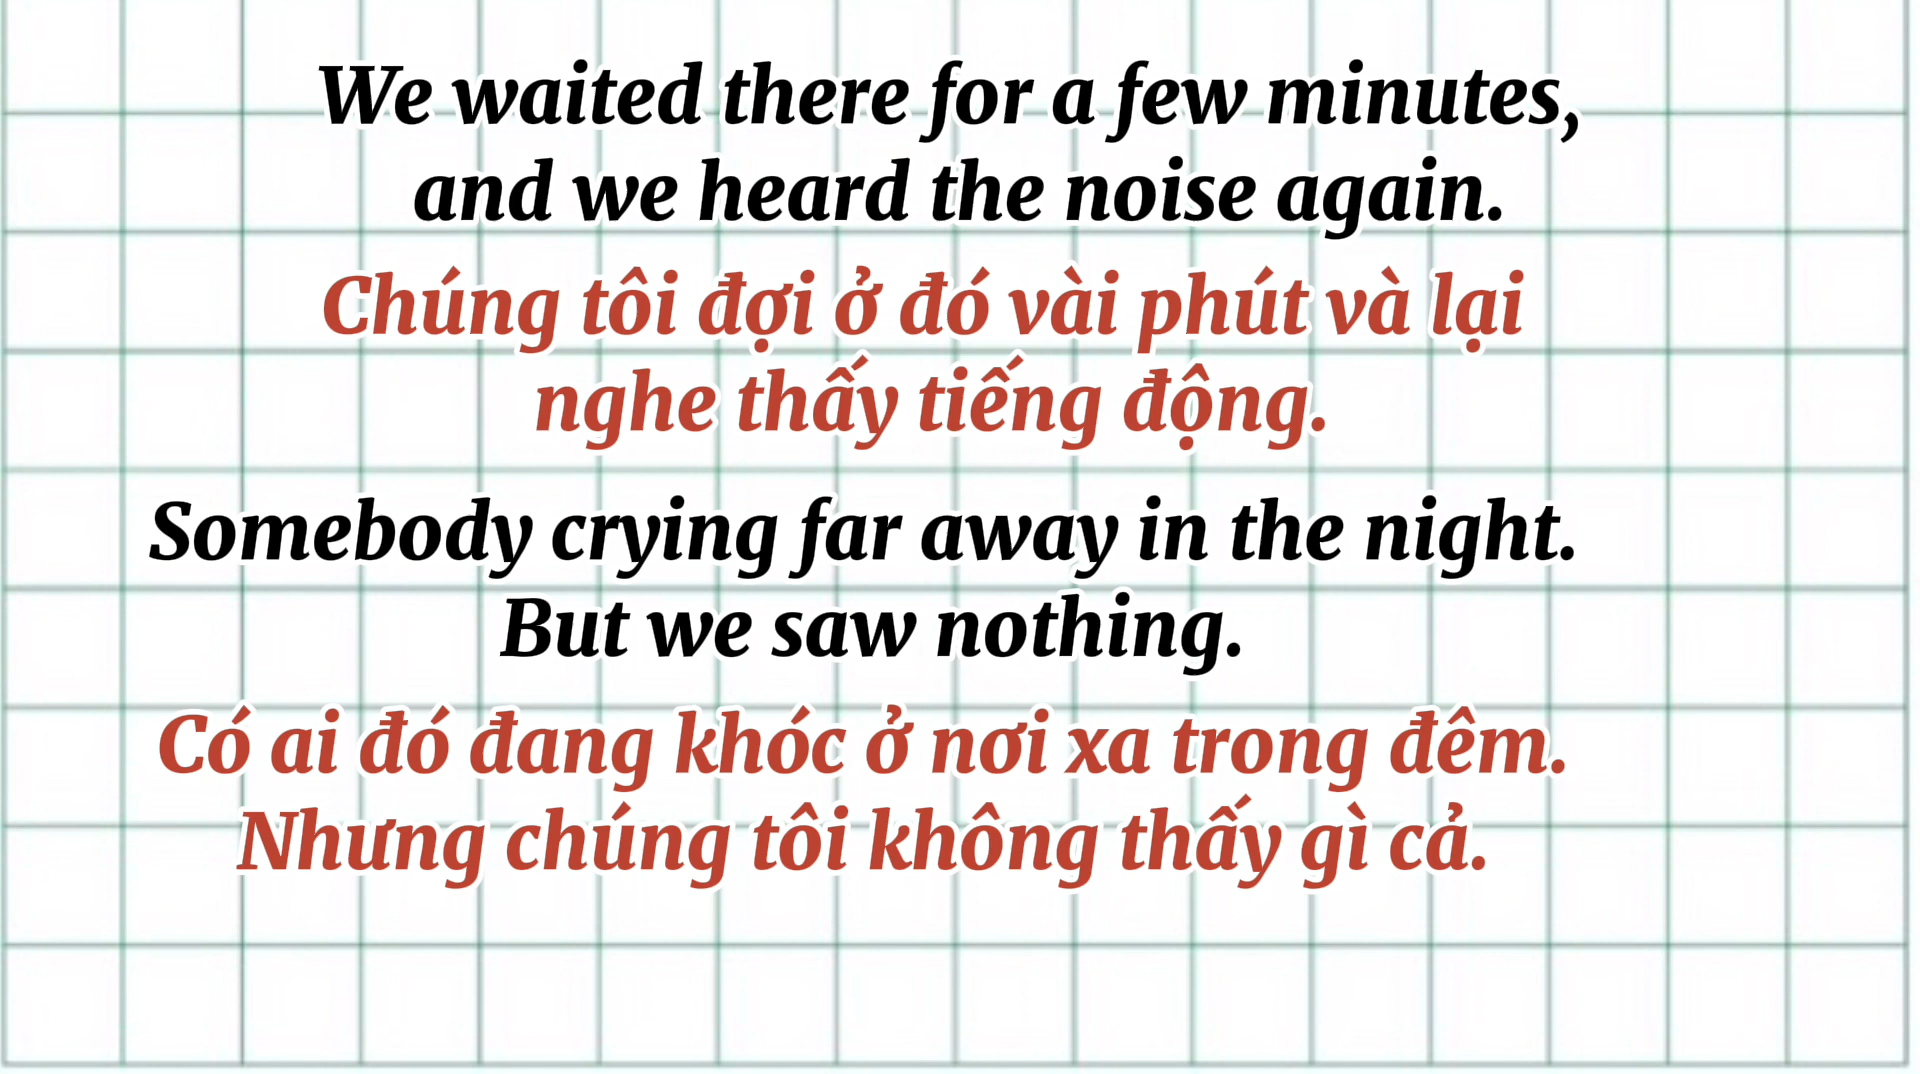 We waited there for a few minutes,
and we heard the noise again.
Chúng tôi đợi ở đó vài phút và lại
nghe thấy tiếng động.
Somebody crying far away in the night.
But we saw nothing.
Có ai đó đang khóc ở nơi xa trong đêm.
Nhưng chúng tôi không thấy gì cả.